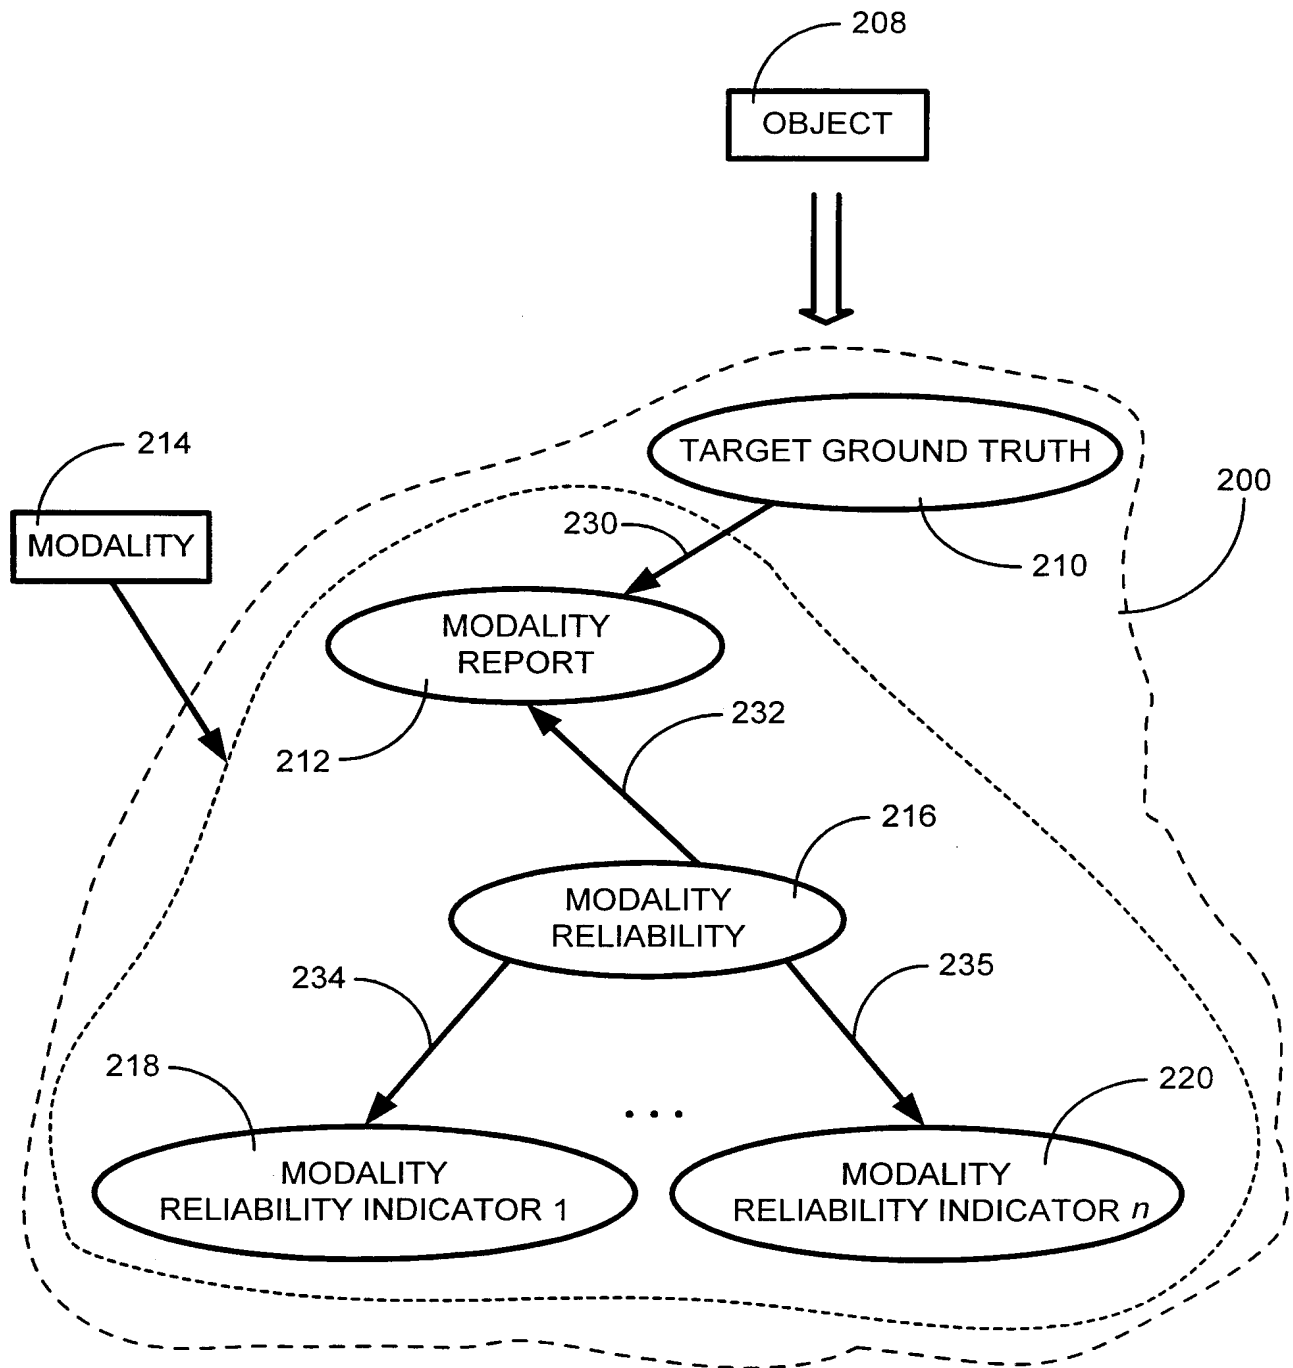 208
OBJECT
214
TARGET GROUND TRUTH
200
MODALITY
230
210
MODALITY
REPORT
232
212
216
MODALITY
RELIABILITY
234
235
218
220
...
MODALITY
RELIABILITY INDICATOR 1
MODALITY
RELIABILITY INDICATOR n